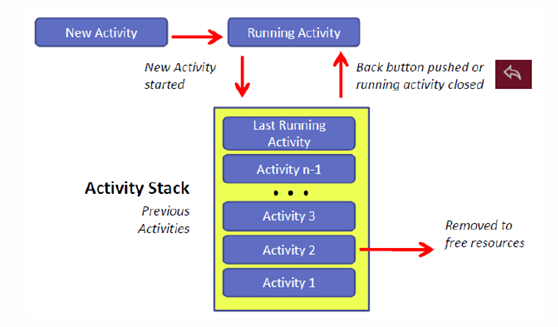 New Activity
Running Activity
New Activity
started
Back button pushed or
running activity closed
Last Running
Activity
Activity n-1
• • •
Activity Stack
Previous
Activities
Activity 3
Activity 2
Activity 1
Removed to
free resources